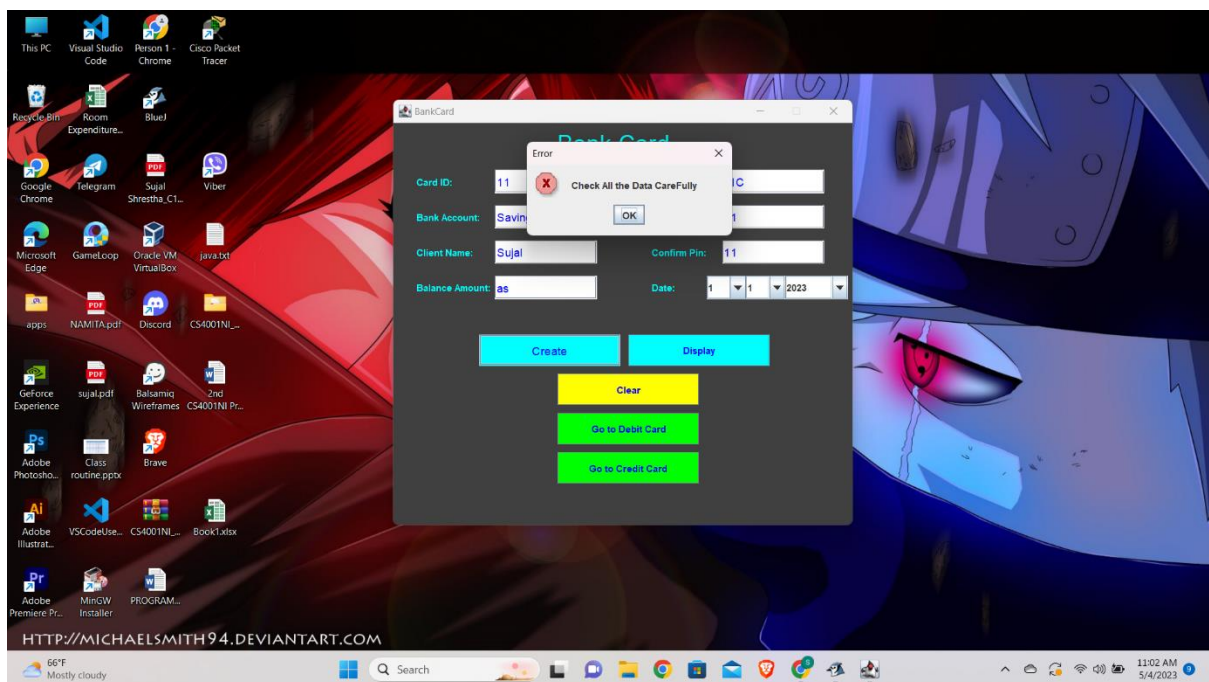 This PC
Visual Studio Code
Person 1 - Chrome
Cisco Packet Tracer
Recycle Bin
Room Expenditure...
BlueJ
Google Chrome
Telegram
Sujal Shrestha_C1...
Viber
Microsoft Edge
GameLoop
Oracle VM VirtualBox
java.txt
apps
NAMITA.pdf
Discord
CS4001NI_...
GeForce Experience
sujal.pdf
Balsamiq Wireframes
2nd CS4001NI Pr...
Adobe Photosho...
Class routine.pptx
Brave
Adobe Illustrat...
VSCodeUse...
CS4001NI_...
Book1.xlsx
Adobe Premiere Pr...
MinGW Installer
PROGRAM...
HTTP://MICHAELSMITH94.DEVIANTART.COM
BankCard
Bank Card
Error
Check All the Data CareFully
OK
Card ID: 11
Bank Account:
Client Name: Sujal
Confirm Pin: 11
Balance Amount: as
Date: 1 1 2023
Create
Display
Clear
Go to Debit Card
Go to Credit Card
66°F
Mostly cloudy
Search
11:02 AM
5/4/2023